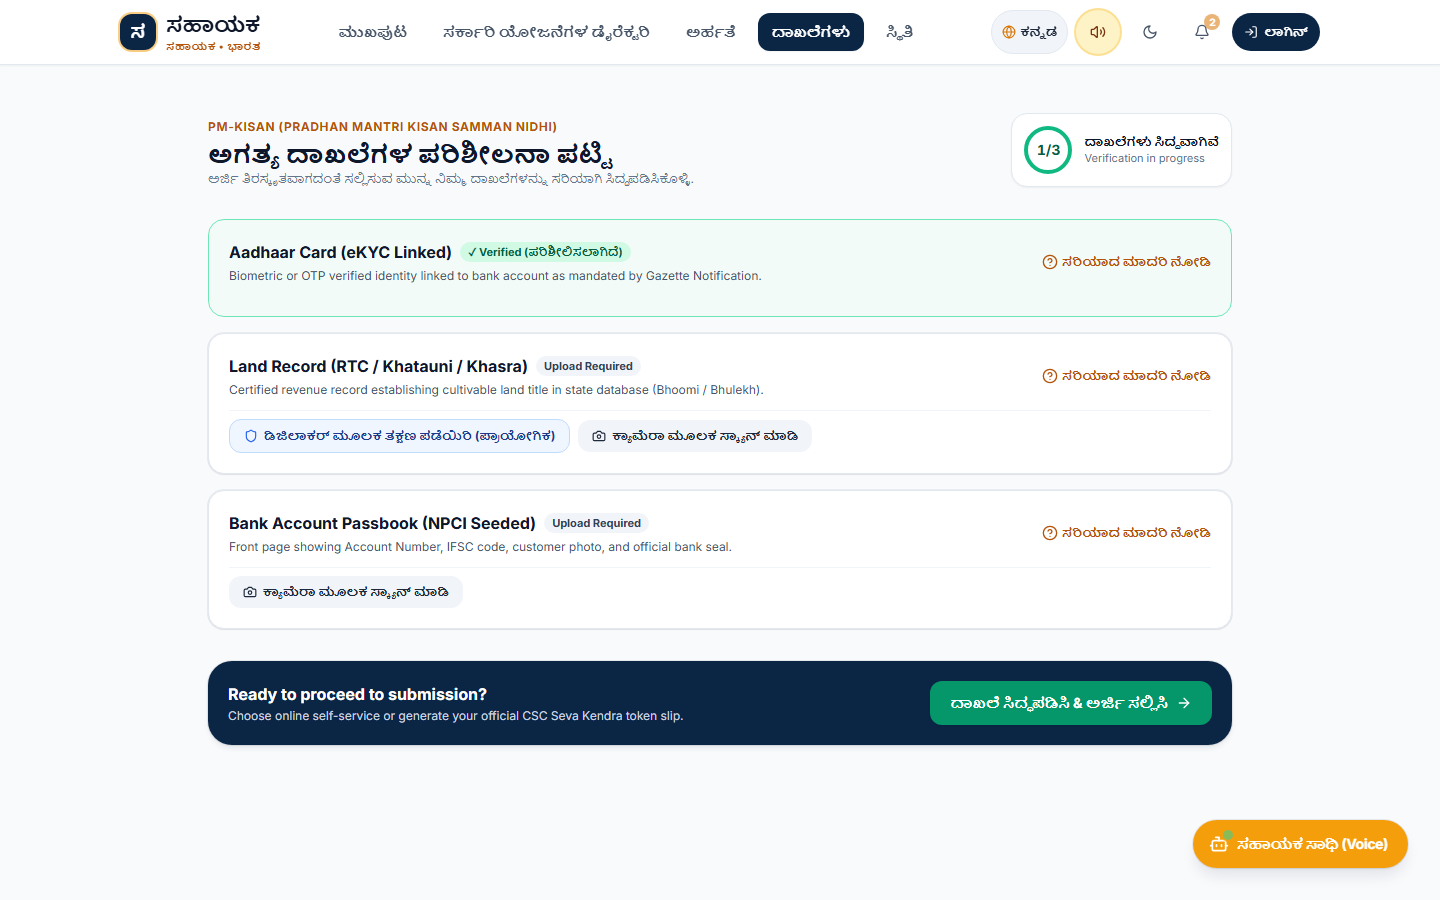 ಸ
ಸಹಾಯಕ
ಸಹಾಯಕ • ಭಾರತ
ಮುಖಪುಟ
ಸರ್ಕಾರಿ ಯೋಜನೆಗಳ ಡೈರೆಕ್ಟರಿ
ಅರ್ಹತೆ
ದಾಖಲೆಗಳು
ಸ್ಥಿತಿ
ಕನ್ನಡ
2
ಲಾಗಿನ್
PM-KISAN (PRADHAN MANTRI KISAN SAMMAN NIDHI)
ಅಗತ್ಯ ದಾಖಲೆಗಳ ಪರಿಶೀಲನಾ ಪಟ್ಟಿ
ಅರ್ಜಿ ತಿರಸ್ಕೃತವಾಗದಂತೆ ಸಲ್ಲಿಸುವ ಮುನ್ನ ನಿಮ್ಮ ದಾಖಲೆಗಳನ್ನು ಸರಿಯಾಗಿ ಸಿದ್ಧಪಡಿಸಿಕೊಳ್ಳಿ.
1/3
ದಾಖಲೆಗಳು ಸಿದ್ಧವಾಗಿವೆ
Verification in progress
Aadhaar Card (eKYC Linked)
✓ Verified (ಪರಿಶೀಲಿಸಲಾಗಿದೆ)
Biometric or OTP verified identity linked to bank account as mandated by Gazette Notification.
ಸರಿಯಾದ ಮಾದರಿ ನೋಡಿ
Land Record (RTC / Khatauni / Khasra)
Upload Required
Certified revenue record establishing cultivable land title in state database (Bhoomi / Bhulekh).
ಸರಿಯಾದ ಮಾದರಿ ನೋಡಿ
ಡಿಜಿಲಾಕರ್ ಮೂಲಕ ತಕ್ಷಣ ಪಡೆಯಿರಿ (ಪ್ರಾಯೋಗಿಕ)
ಕ್ಯಾಮೆರಾ ಮೂಲಕ ಸ್ಕ್ಯಾನ್ ಮಾಡಿ
Bank Account Passbook (NPCI Seeded)
Upload Required
Front page showing Account Number, IFSC code, customer photo, and official bank seal.
ಸರಿಯಾದ ಮಾದರಿ ನೋಡಿ
ಕ್ಯಾಮೆರಾ ಮೂಲಕ ಸ್ಕ್ಯಾನ್ ಮಾಡಿ
Ready to proceed to submission?
Choose online self-service or generate your official CSC Seva Kendra token slip.
ದಾಖಲೆ ಸಿದ್ಧಪಡಿಸಿ & ಅರ್ಜಿ ಸಲ್ಲಿಸಿ
ಸಹಾಯಕ ಸಾಥಿ (Voice)